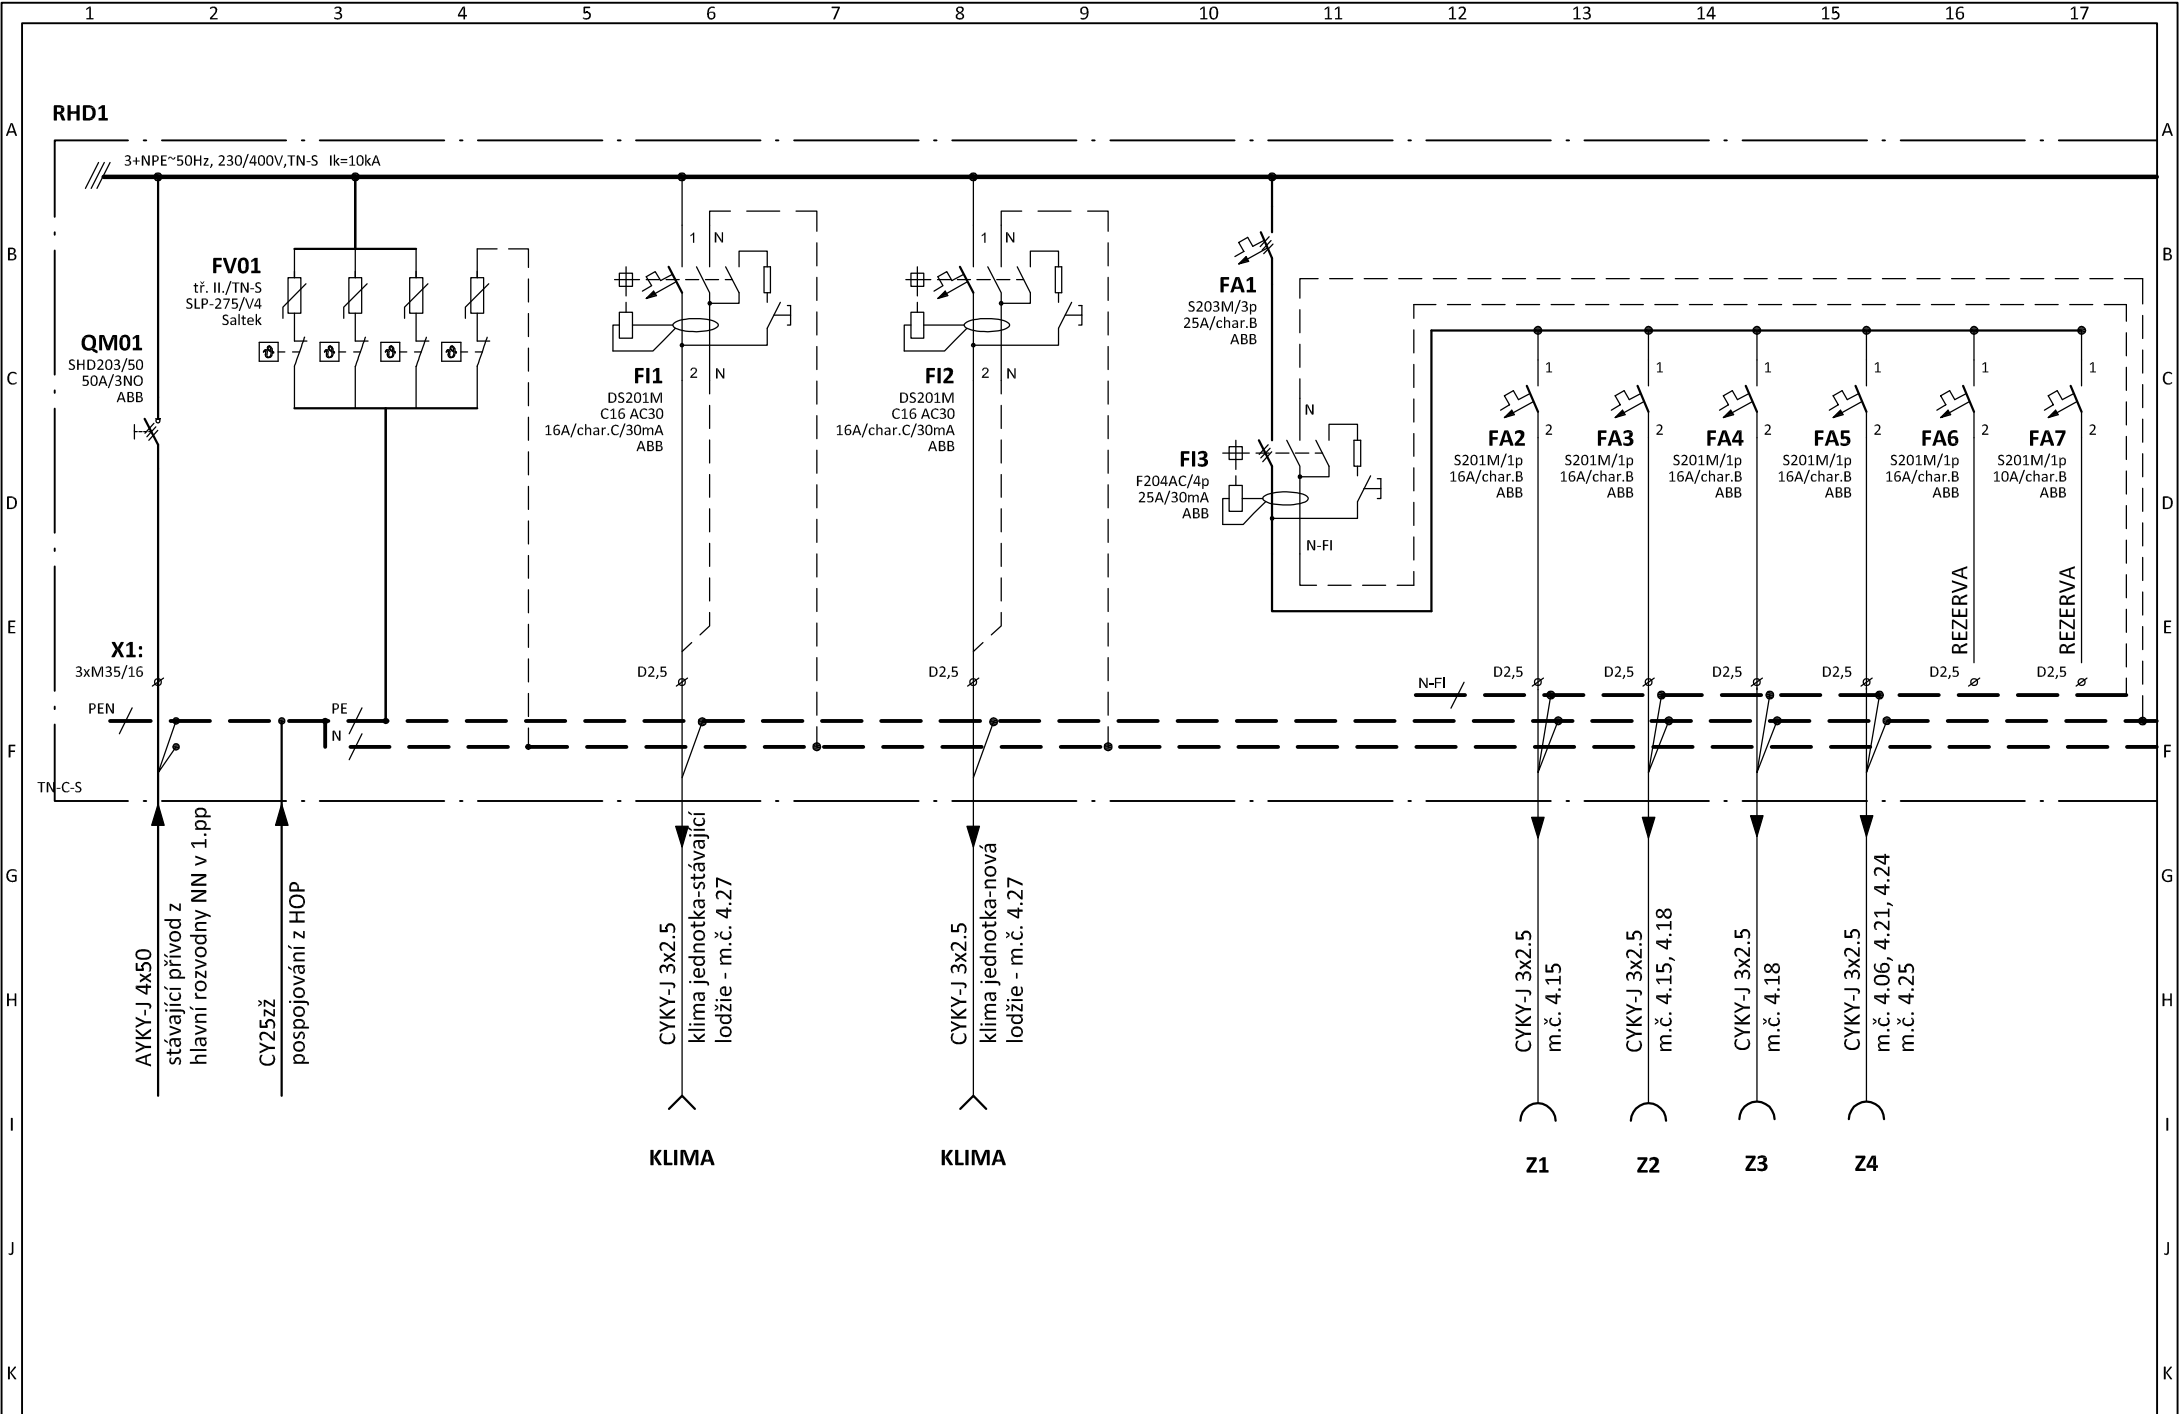 1 2 3 4 5 6 7 8 9 10 11 12 13 14 15 16 17
RHD1
A A
3+NPE~50Hz, 230/400V,TN-S Ik=10kA
B B
FV01
tř. II./TN-S
SLP-275/V4
Saltek
ϑ ϑ ϑ ϑ
QM01
SHD203/50
50A/3NO
ABB
C C
1 N
FI1
2 N
DS201M
C16 AC30
16A/char.C/30mA
ABB
1 N
FI2
2 N
DS201M
C16 AC30
16A/char.C/30mA
ABB
FA1
S203M/3p
25A/char.B
ABB
N
FI3
F204AC/4p
25A/30mA
ABB
N-FI
1
2
FA2
S201M/1p
16A/char.B
ABB
1
2
FA3
S201M/1p
16A/char.B
ABB
1
2
FA4
S201M/1p
16A/char.B
ABB
1
2
FA5
S201M/1p
16A/char.B
ABB
1
2
FA6
S201M/1p
16A/char.B
ABB
REZERVA
1
2
FA7
S201M/1p
10A/char.B
ABB
REZERVA
D D
E E
X1:
3xM35/16
D2,5 D2,5 D2,5 D2,5 D2,5 D2,5 D2,5 D2,5
N-FI
PEN
PE
N
F F
TN-C-S
G G
AYKY-J 4x50
stávající přívod z
hlavní rozvodny NN v 1.pp
CY25zž
pospojování z HOP
CYKY-J 3x2.5
klima jednotka-stávající
lodžie - m.č. 4.27
CYKY-J 3x2.5
klima jednotka-nová
lodžie - m.č. 4.27
CYKY-J 3x2.5
m.č. 4.15
CYKY-J 3x2.5
m.č. 4.15, 4.18
CYKY-J 3x2.5
m.č. 4.18
CYKY-J 3x2.5
m.č. 4.06, 4.21, 4.24
m.č. 4.25
H H
I I
KLIMA KLIMA Z1 Z2 Z3 Z4
J J
K K